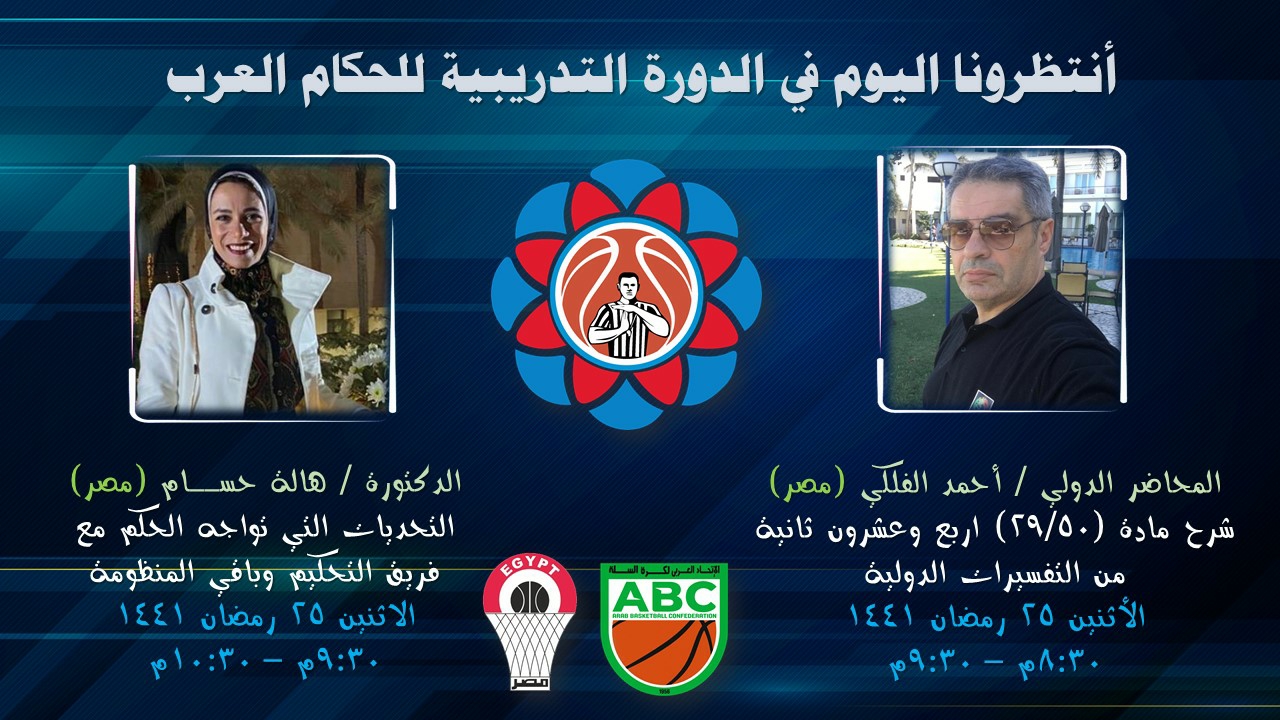 أنتظرونا اليوم في الدورة التدريبية للحكام العرب
المحاضر الدولي / أحمد الفلكي (مصر)
شرح مادة (٢٩/٥٠) اربع وعشرون ثانية
من التفسيرات الدولية
الأثنين ٢٥ رمضان ١٤٤١
٨:٣٠م – ٩:٣٠م
الدكتورة / هالة حســـام (مصر)
التحديات التي تواجه الحكم مع
فريق التحكيم وباقي المنظومة
الاثنين ٢٥ رمضان ١٤٤١
٩:٣٠م – ١٠:٣٠م
EGYPT
مصر
الإتحاد العربي لكرة السلة
ABC
ARAB BASKETBALL CONFEDERATION